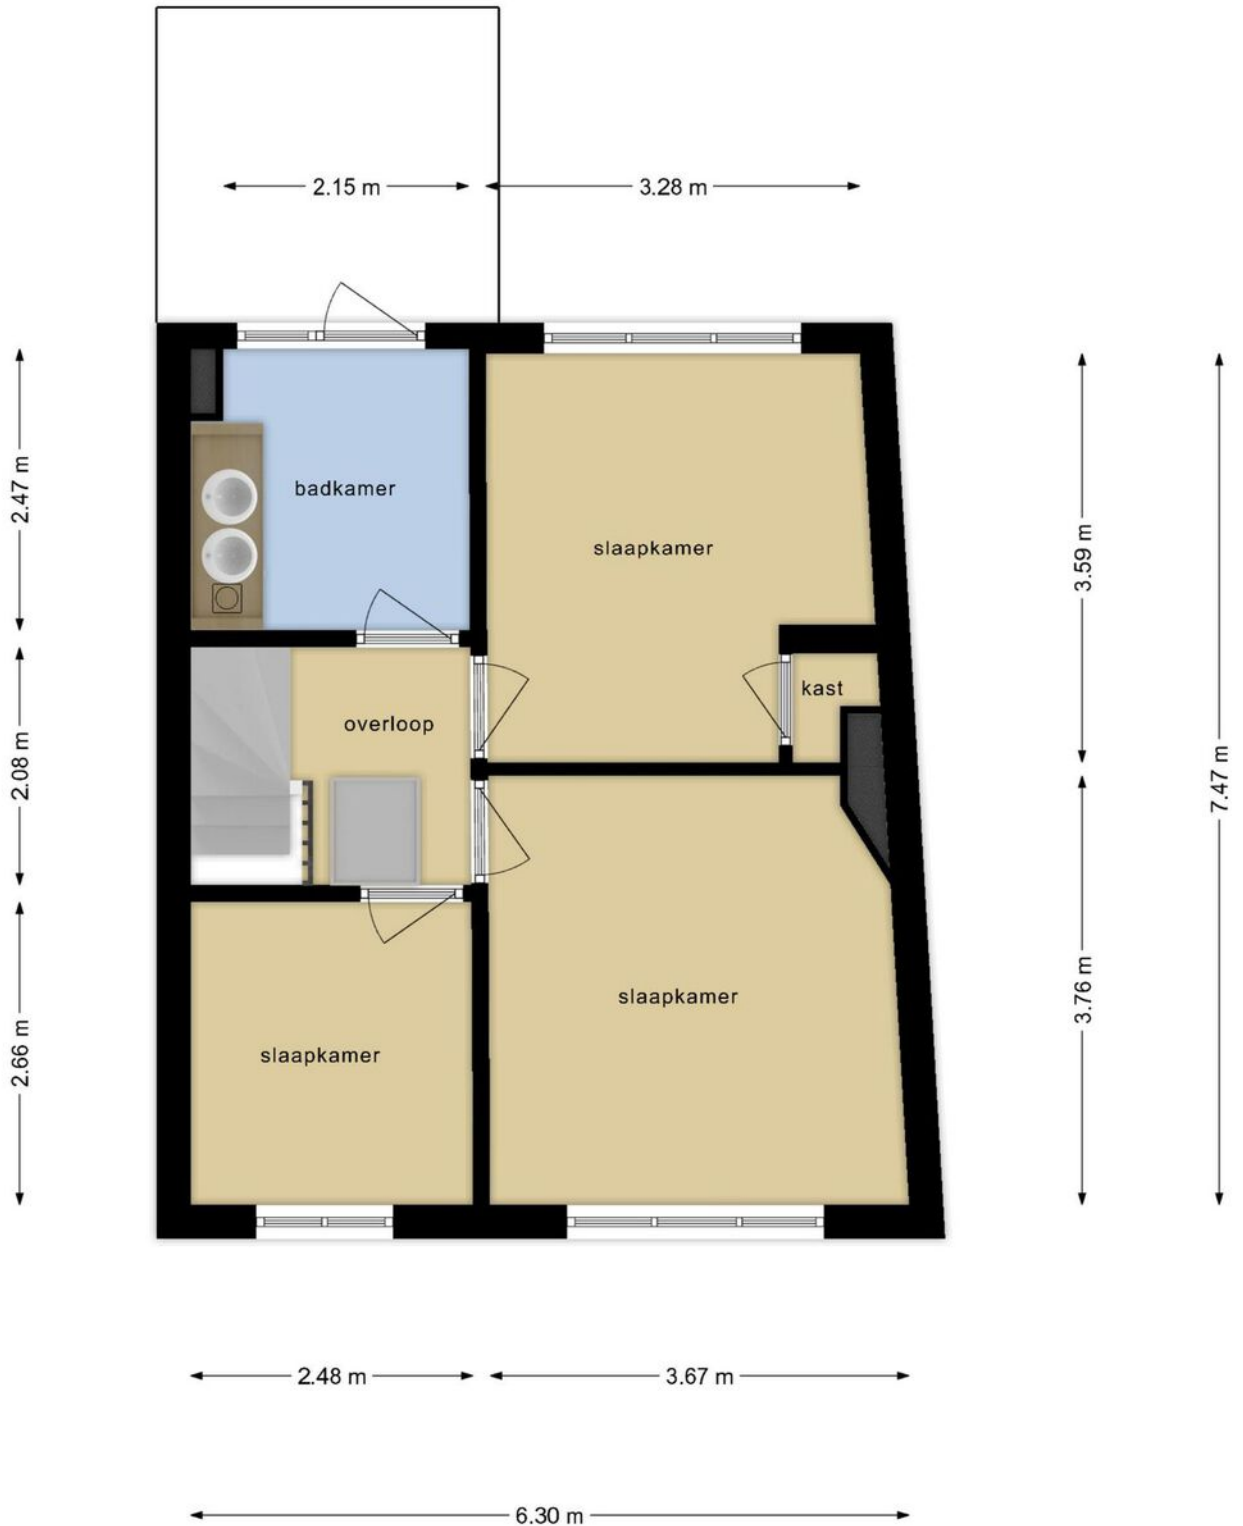 2.15 m
3.28 m
badkamer
2.47 m
slaapkamer
3.59 m
kast
overloop
2.08 m
7.47 m
slaapkamer
3.76 m
slaapkamer
2.66 m
2.48 m
3.67 m
6.30 m